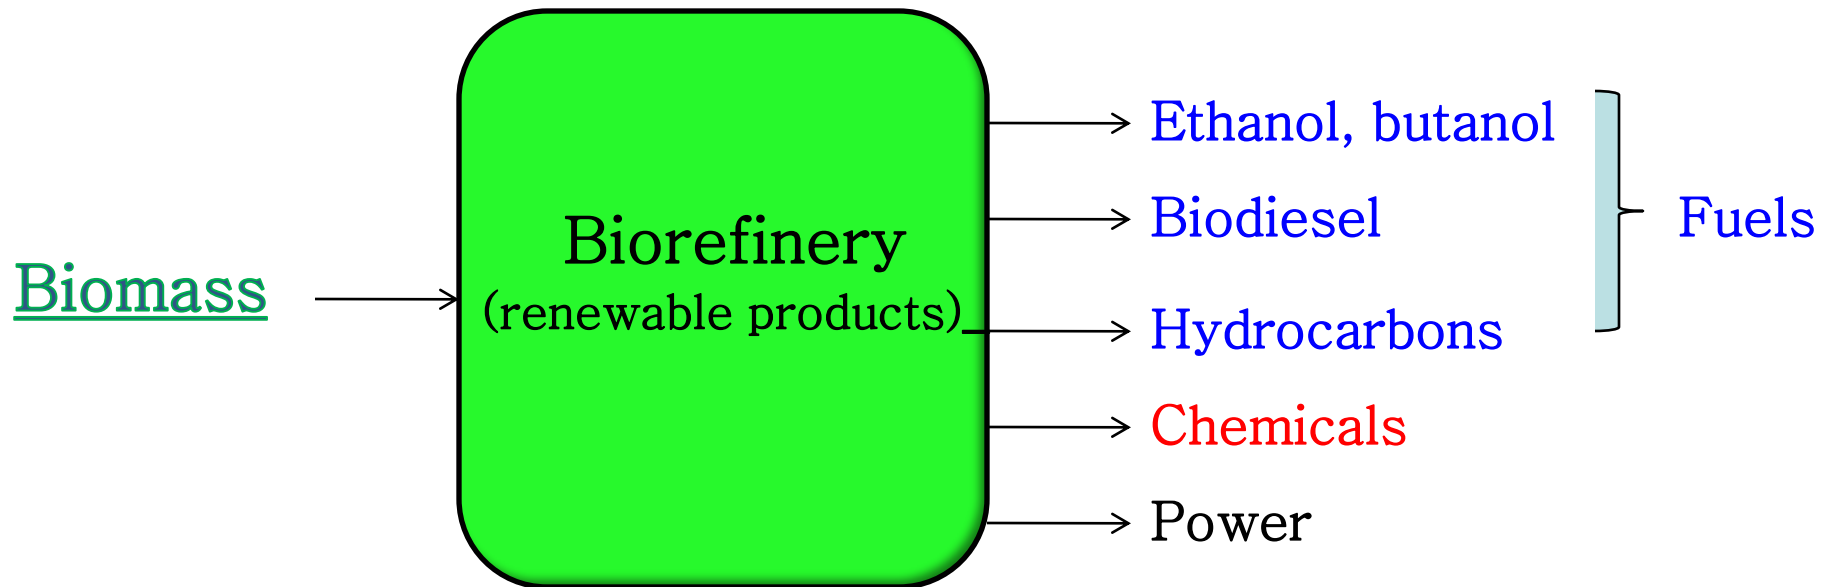 Biomass
Biorefinery
(renewable products)_
Ethanol, butanol
Biodiesel
Hydrocarbons
Chemicals
Power
Fuels